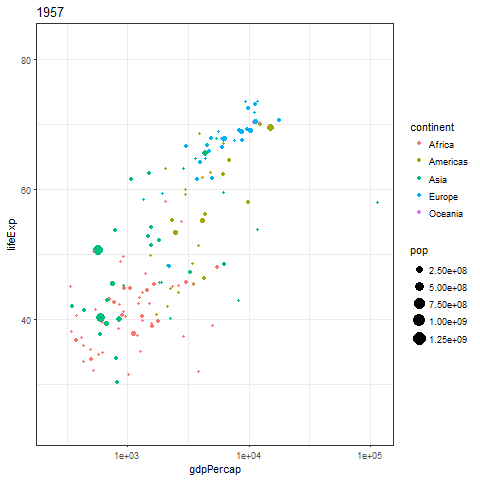 1957
80
60
40
lifeExp
1e+03
1e+04
1e+05
gdpPercap
continent
Africa
Americas
Asia
Europe
Oceania
pop
2.50e+08
5.00e+08
7.50e+08
1.00e+09
1.25e+09